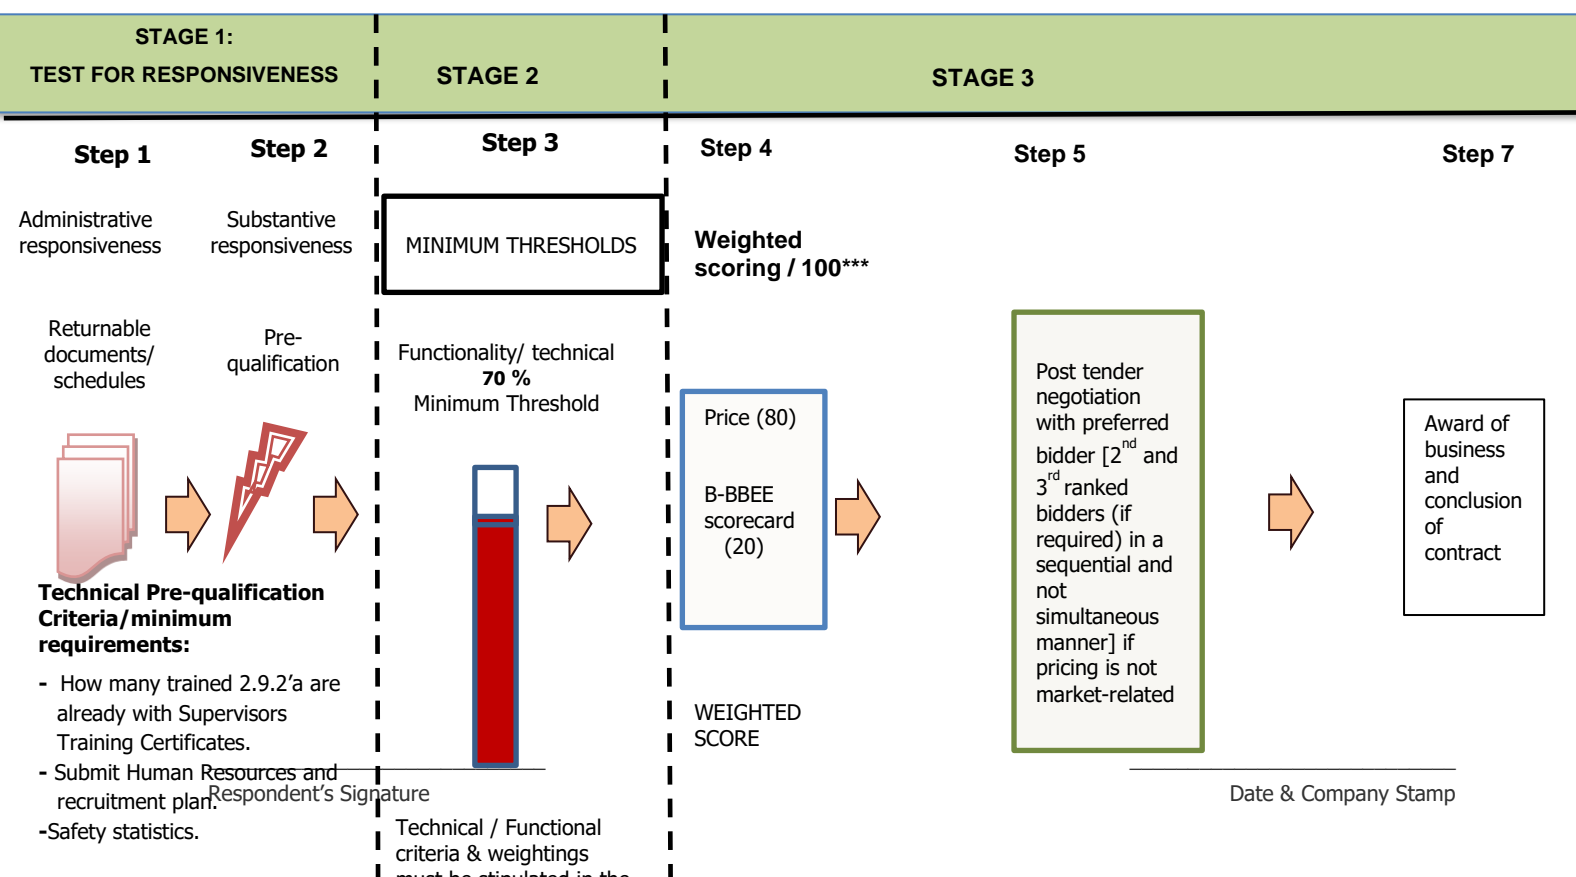 STAGE 1:
TEST FOR RESPONSIVENESS
STAGE 2
STAGE 3
Step 1
Step 2
Step 3
Step 4
Step 5
Step 7
Administrative
responsiveness
Substantive
responsiveness
MINIMUM THRESHOLDS
Weighted
scoring / 100***
Returnable
documents/
schedules
Pre-
qualification
Functionality/ technical
70 %
Minimum Threshold
Price (80)
B-BBEE
scorecard
(20)
Post tender
negotiation
with preferred
bidder [2nd and
3rd ranked
bidders (if
required) in a
sequential and
not
simultaneous
manner] if
pricing is not
market-related
Award of
business
and
conclusion
of
contract
Technical Pre-qualification
Criteria/minimum
requirements:
- How many trained 2.9.2’a are
already with Supervisors
Training Certificates.
- Submit Human Resources and
recruitment plan.
-Safety statistics.
WEIGHTED
SCORE
Respondent’s Signature
Date & Company Stamp
Technical / Functional
criteria & weightings
must be stipulated in the